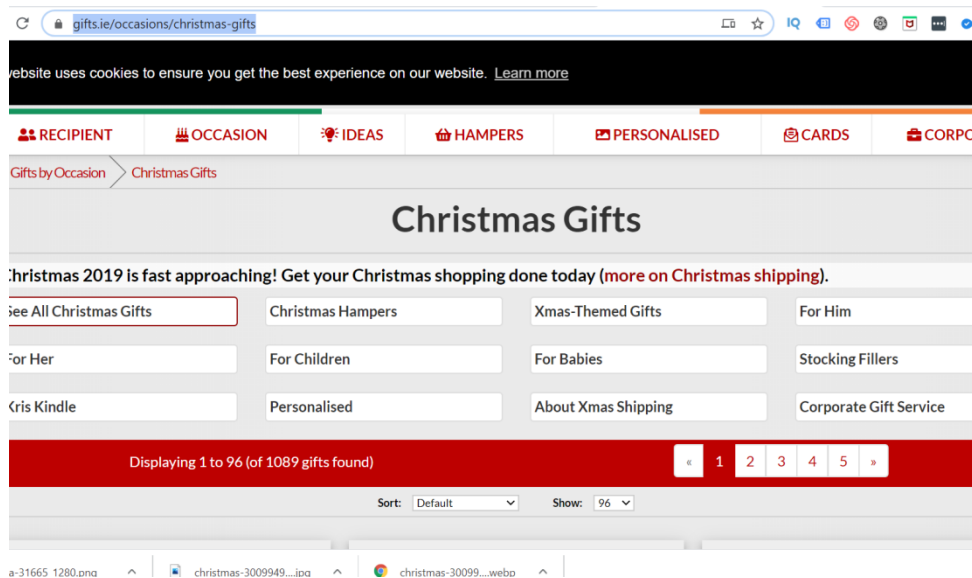 gifts.ie/occasions/christmas-gifts
website uses cookies to ensure you get the best experience on our website. Learn more
RECIPIENT OCCASION IDEAS HAMPERS PERSONALISED CARDS CORPO
Gifts by Occasion Christmas Gifts
Christmas Gifts
Christmas 2019 is fast approaching! Get your Christmas shopping done today (more on Christmas shipping).
See All Christmas Gifts Christmas Hampers Xmas-Themed Gifts For Him
For Her For Children For Babies Stocking Fillers
Kris Kindle Personalised About Xmas Shipping Corporate Gift Service
Displaying 1 to 96 (of 1089 gifts found) « 1 2 3 4 5 »
Sort: Default Show: 96
a-31665_1280.png christmas-3009949....jpg christmas-30099....webp